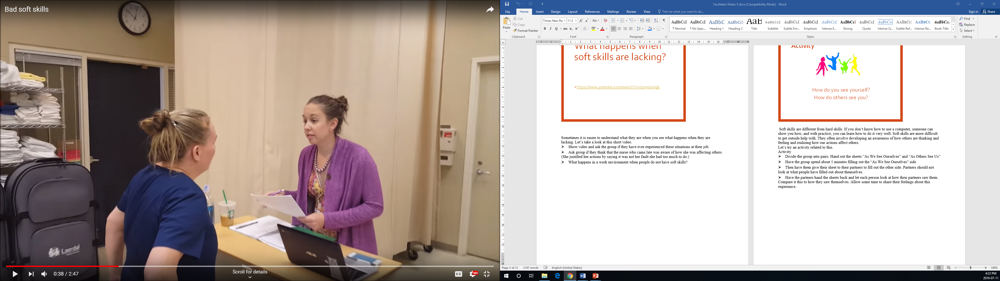 Bad soft skills
Laerdal
ASUS
0:38 / 2:47
Scroll for details
CC
HD
Facilitator Notes 5.docx [Compatibility Mode] - Word
Sign in
Share
File
Home
Insert
Design
Layout
References
Mailings
Review
View
Tell me what you want to do...
Paste
Cut
Copy
Format Painter
Clipboard
Times New Ro
11.5
Font
Paragraph
AaBbCcI
AaBbCcI
AaBbC
AaBbCcI
AaB
AaBbCcD
AaBbCcL
AaBbCcL
AaBbCcL
AaBbCcI
AaBbCcL
AaBbCcL
AaBbCc
AaBbCc
AaBbCc
¶ Normal
¶ No Spac...
Heading 1
Heading 2
Title
Subtitle
Subtle Em...
Emphasis
Intense E...
Strong
Quote
Intense Q...
Subtle Ref...
Intense Re...
Book Title
Styles
Find
Replace
Select
Editing
What happens when
soft skills are lacking?
Sometimes it is easier to understand what they are when you see what happens when they are
lacking. Let’s take a look at this short video.
➢ Show video and ask the group if they have ever experienced these situations at their job.
➢ Ask group if they think that the nurse who came late was aware of how she was affecting others.
(She justified her actions by saying it was not her fault-she had too much to do.)
➢ What happens in a work environment when people do not have soft skills?
Activity
How do you see yourself?
How do others see you?
Soft skills are different from hard skills. If you don’t know how to use a computer, someone can
show you how, and with practice, you can learn how to do it very well. Soft skills are more difficult
to get outside help with. They often involve developing an awareness of how others are thinking and
feeling and realizing how our actions affect others.
Let’s try an activity related to this.
Activity
➢ Divide the group into pairs. Hand out the sheets “As We See Ourselves” and “As Others See Us”
➢ Have the group spend about 5 minutes filling out the “As We See Ourselves” side
➢ Then have them give their sheet to their partners to fill out the other side. Partners should not
look at what people have filled out about themselves.
➢ Have the partners hand the sheets back and let each person look at how their partners saw them.
Compare it this to how they saw themselves. Allow some time to share their feelings about this
experience.
Page 3 of 21
3107 words
English (United States)
100%
4:22 PM
2019-07-11